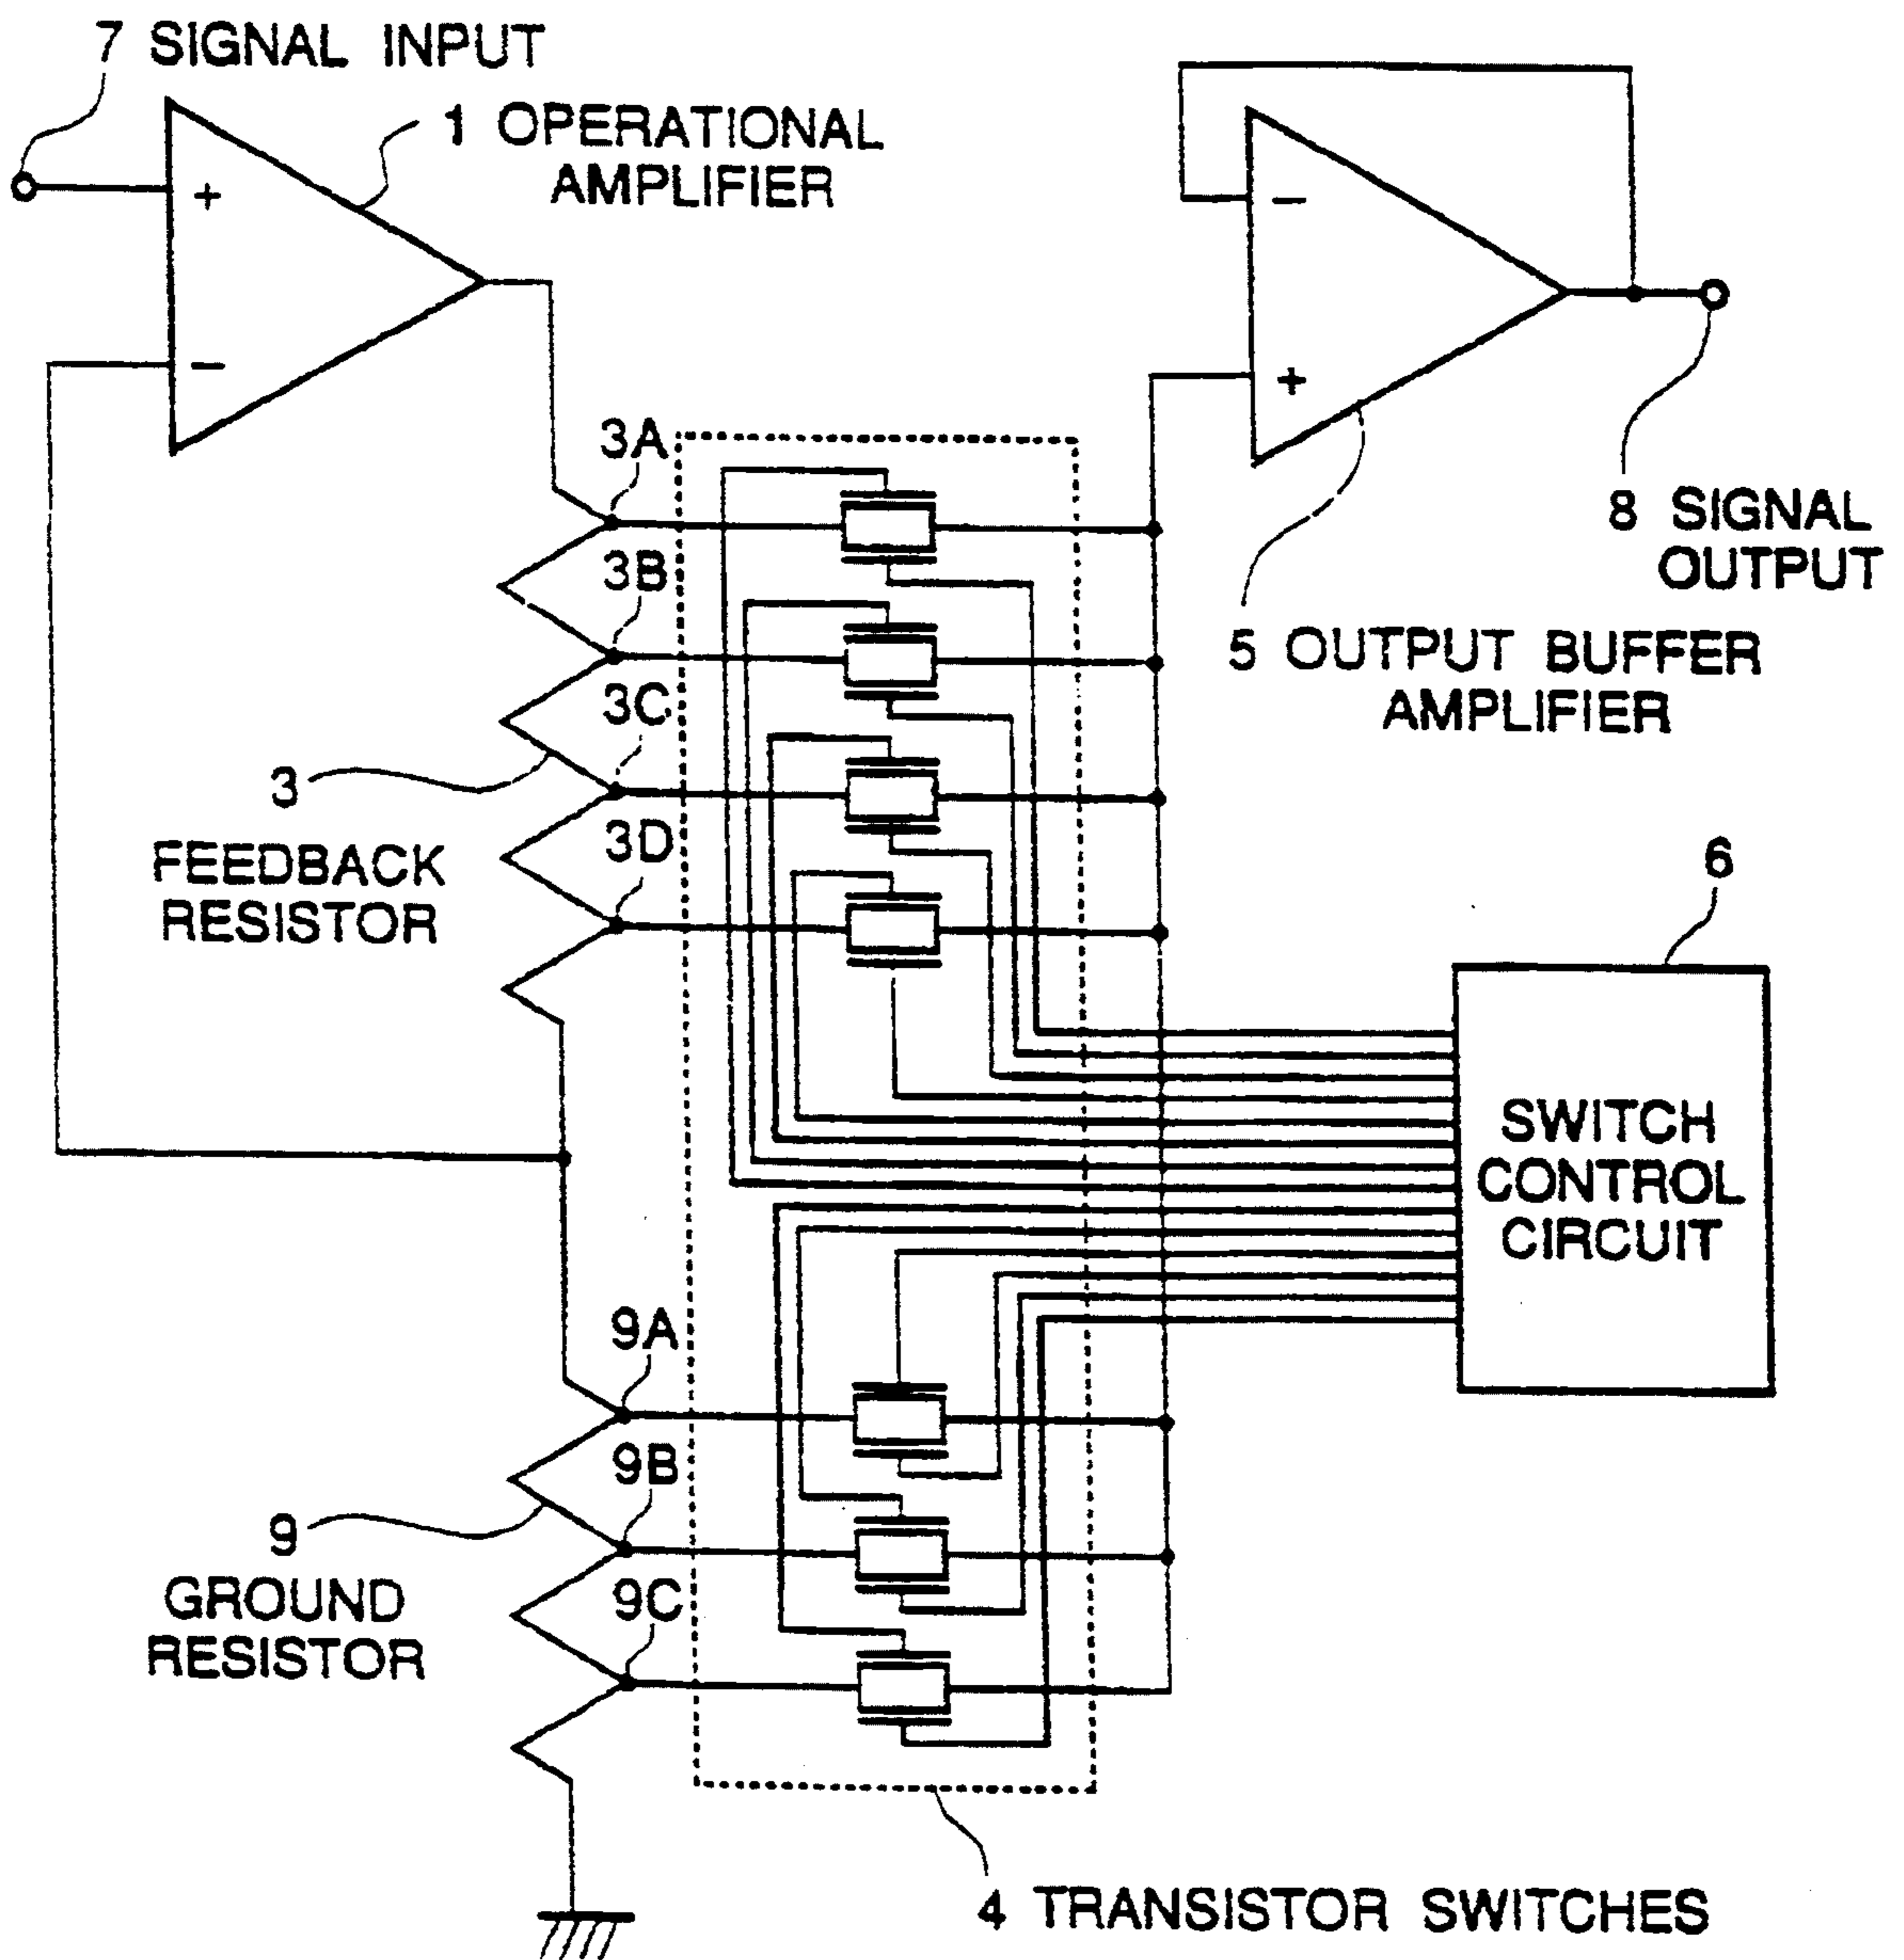 7 SIGNAL INPUT
1 OPERATIONAL
AMPLIFIER
+
−
−
+
8 SIGNAL
OUTPUT
5 OUTPUT BUFFER
AMPLIFIER
3A
3B
3C
3D
3
FEEDBACK
RESISTOR
6
SWITCH
CONTROL
CIRCUIT
9A
9B
9C
9
GROUND
RESISTOR
4 TRANSISTOR SWITCHES